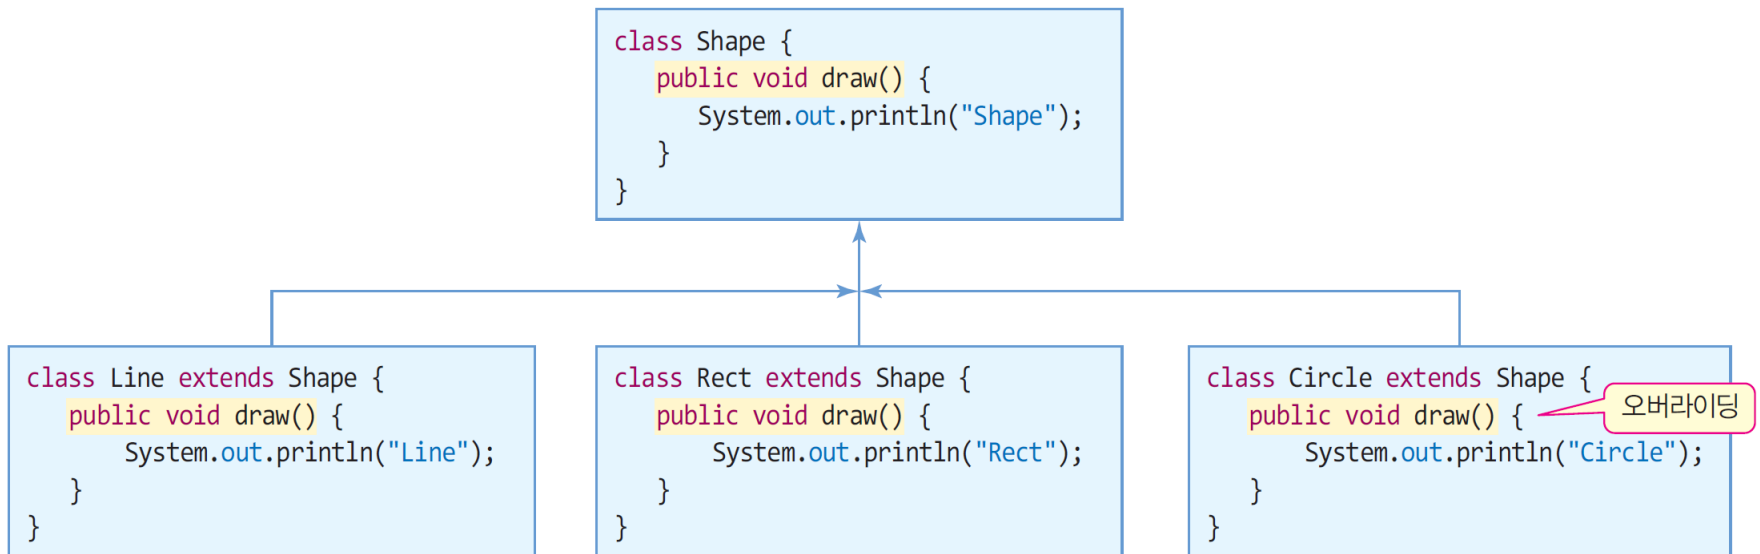 class Shape {
public void draw() {
System.out.println("Shape");
}
}
class Line extends Shape {
public void draw() {
System.out.println("Line");
}
}
class Rect extends Shape {
public void draw() {
System.out.println("Rect");
}
}
class Circle extends Shape {
public void draw() {
오버라이딩
System.out.println("Circle");
}
}